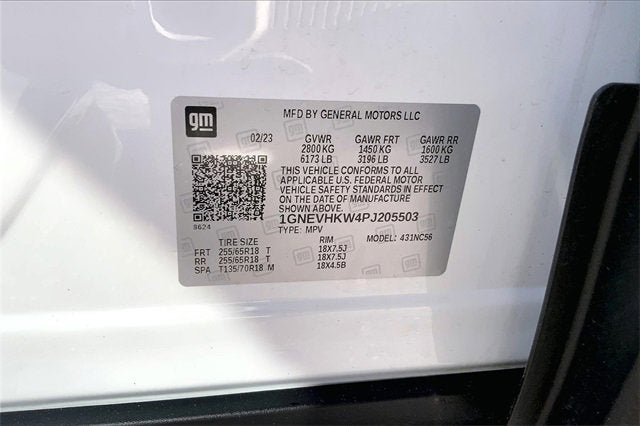 gm
MFD BY GENERAL MOTORS LLC
02/23 GVWR GAWR FRT GAWR RR
2800 KG 1450 KG 1600 KG
6173 LB 3196 LB 3527 LB
THIS VEHICLE CONFORMS TO ALL
APPLICABLE U.S. FEDERAL MOTOR
VEHICLE SAFETY STANDARDS IN EFFECT
ON THE DATE OF MANUFACTURE
SHOWN ABOVE.
1GNEVHKW4PJ205503
8624 TYPE: MPV MODEL: 431NC56
TIRE SIZE RIM
FRT 255/65R18 T 18X7.5J
RR 255/65R18 T 18X7.5J
SPA T135/70R18 M 18X4.5B